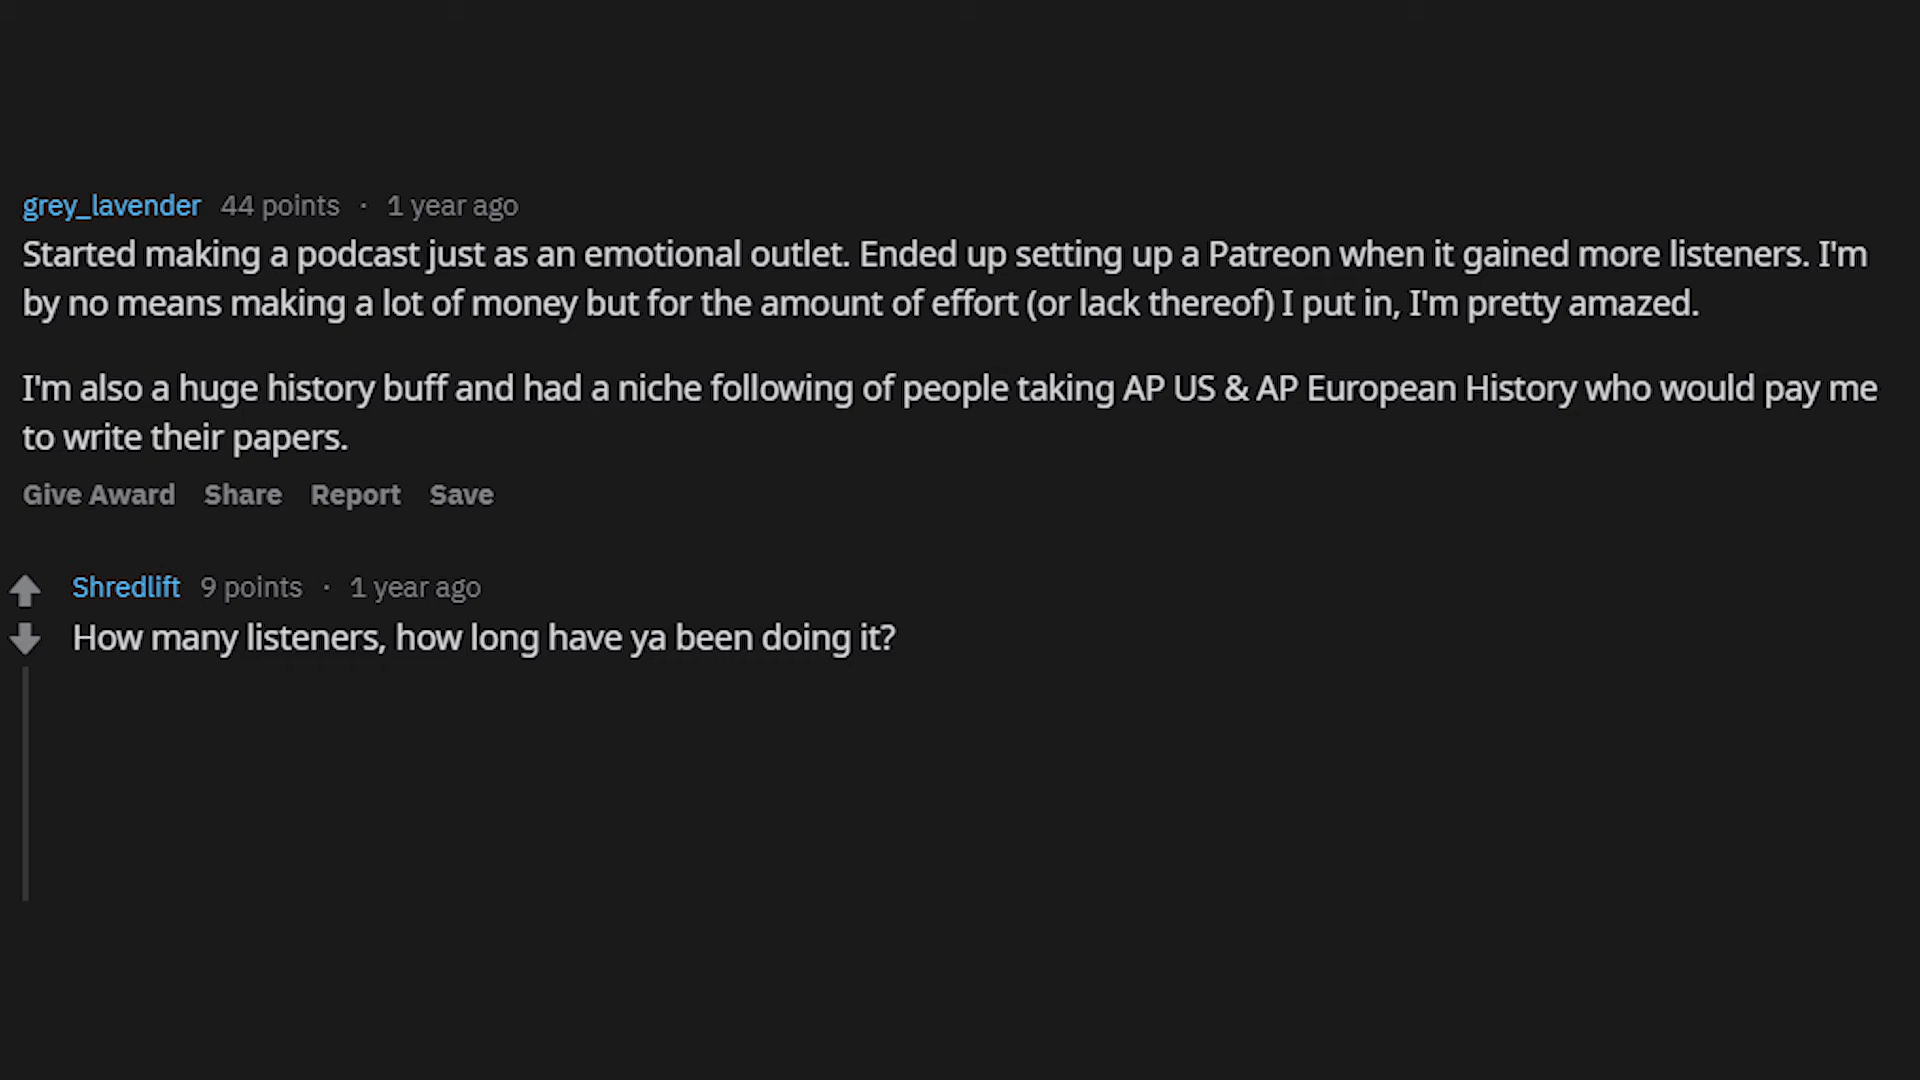 grey_lavender 44 points · 1 year ago
Started making a podcast just as an emotional outlet. Ended up setting up a Patreon when it gained more listeners. I'm
by no means making a lot of money but for the amount of effort (or lack thereof) I put in, I'm pretty amazed.
I'm also a huge history buff and had a niche following of people taking AP US & AP European History who would pay me
to write their papers.
Give Award Share Report Save
Shredlift 9 points · 1 year ago
How many listeners, how long have ya been doing it?